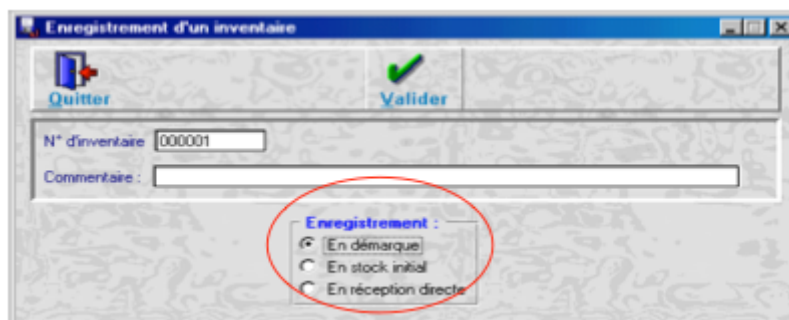 Enregistrement d'un inventaire
Quitter Valider
N° d'inventaire 000001
Commentaire :
Enregistrement :
En démarque
En stock initial
En réception directe